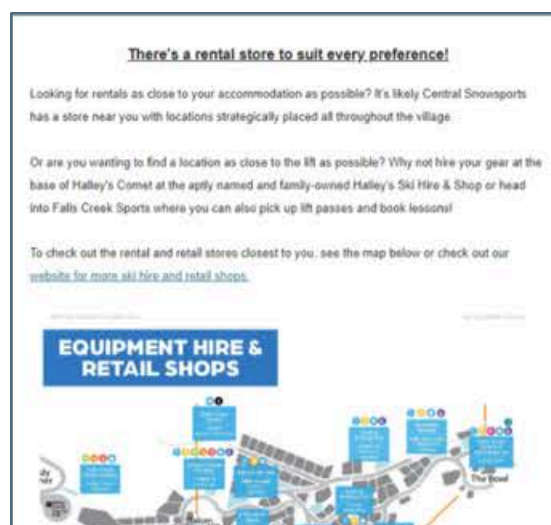 There's a rental store to suit every preference!
Looking for rentals as close to your accommodation as possible? It's likely Central Snowsports
has a store near you with locations strategically placed all throughout the village
Or are you wanting to find a location as close to the lift as possible? Why not hire your gear at the
base of Halley's Comet at the aptly named and family-owned Halley's Ski Hire & Shop or head
into Falls Creek Sports where you can also pick up lift passes and book lessons!
To check out the rental and retail stores closest to you, see the map below or check out our
website for more ski hire and retail shops.
EQUIPMENT HIRE &
RETAIL SHOPS
The Bowl